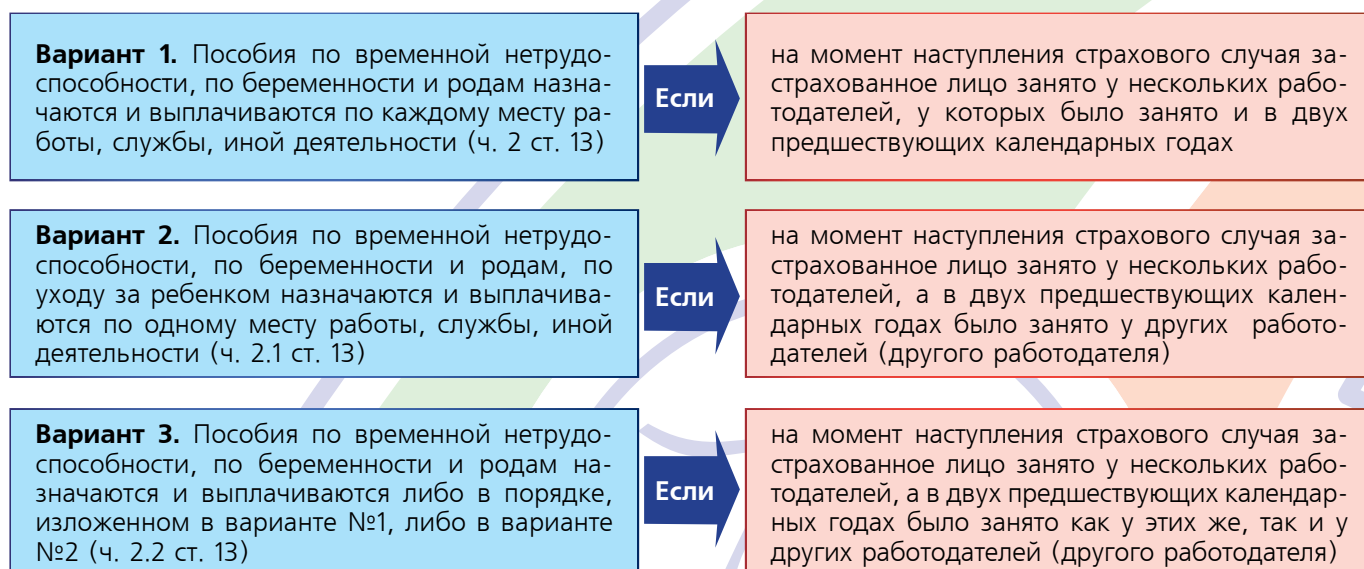 Вариант 1. Пособия по временной нетрудо-
способности, по беременности и родам назна-
чаются и выплачиваются по каждому месту ра-
боты, службы, иной деятельности (ч. 2 ст. 13)
Если
на момент наступления страхового случая за-
страхованное лицо занято у нескольких рабо-
тодателей, у которых было занято и в двух
предшествующих календарных годах
Вариант 2. Пособия по временной нетрудо-
способности, по беременности и родам, по
уходу за ребенком назначаются и выплачива-
ются по одному месту работы, службы, иной
деятельности (ч. 2.1 ст. 13)
Если
на момент наступления страхового случая за-
страхованное лицо занято у нескольких рабо-
тодателей, а в двух предшествующих кален-
дарных годах было занято у других работо-
дателей (другого работодателя)
Вариант 3. Пособия по временной нетрудо-
способности, по беременности и родам на-
значаются и выплачиваются либо в порядке,
изложенном в варианте №1, либо в варианте
№2 (ч. 2.2 ст. 13)
Если
на момент наступления страхового случая за-
страхованное лицо занято у нескольких рабо-
тодателей, а в двух предшествующих календар-
ных годах было занято как у этих же, так и у
других работодателей (другого работодателя)